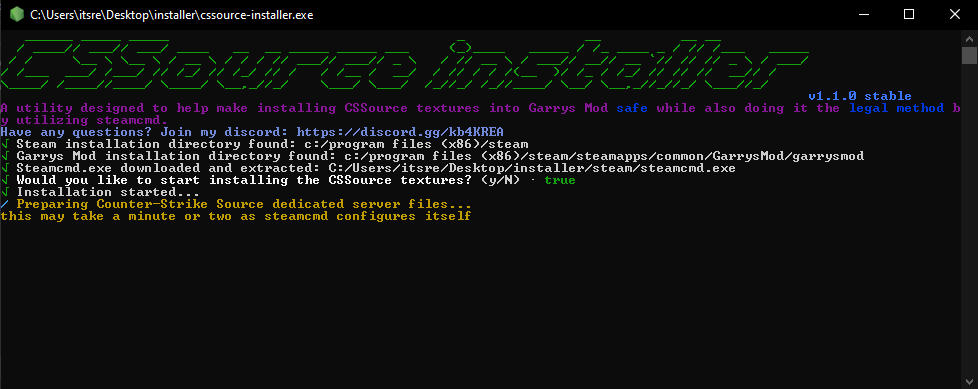 C:\Users\itsre\Desktop\installer\cssource-installer.exe
CSSource installer
v1.1.0 stable
A utility designed to help make installing CSSource textures into Garrys Mod safe while also doing it the legal method b
y utilizing steamcmd.
Have any questions? Join my discord: https://discord.gg/kb4KREA
√ Steam installation directory found: c:/program files (x86)/steam
√ Garrys Mod installation directory found: c:/program files (x86)/steam/steamapps/common/GarrysMod/garrysmod
√ Steamcmd.exe downloaded and extracted: C:/Users/itsre/Desktop/installer/steam/steamcmd.exe
√ Would you like to start installing the CSSource textures? (y/N) · true
√ Installation started...
/ Preparing Counter-Strike Source dedicated server files...
this may take a minute or two as steamcmd configures itself